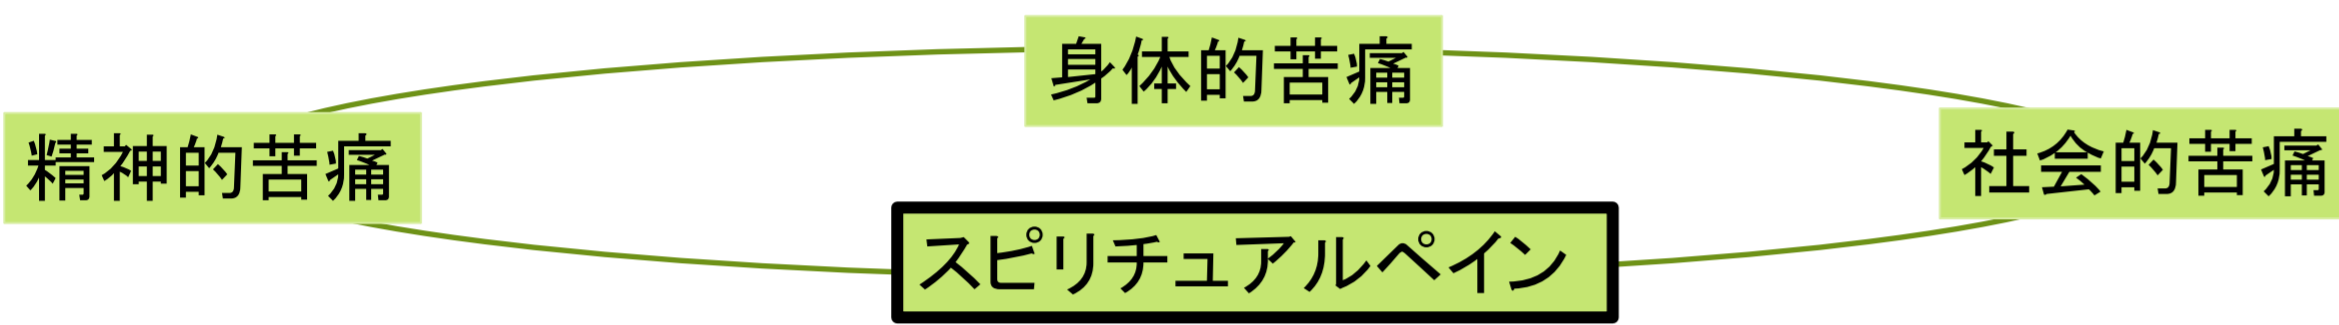 身体的苦痛
精神的苦痛
社会的苦痛
スピリチュアルペイン